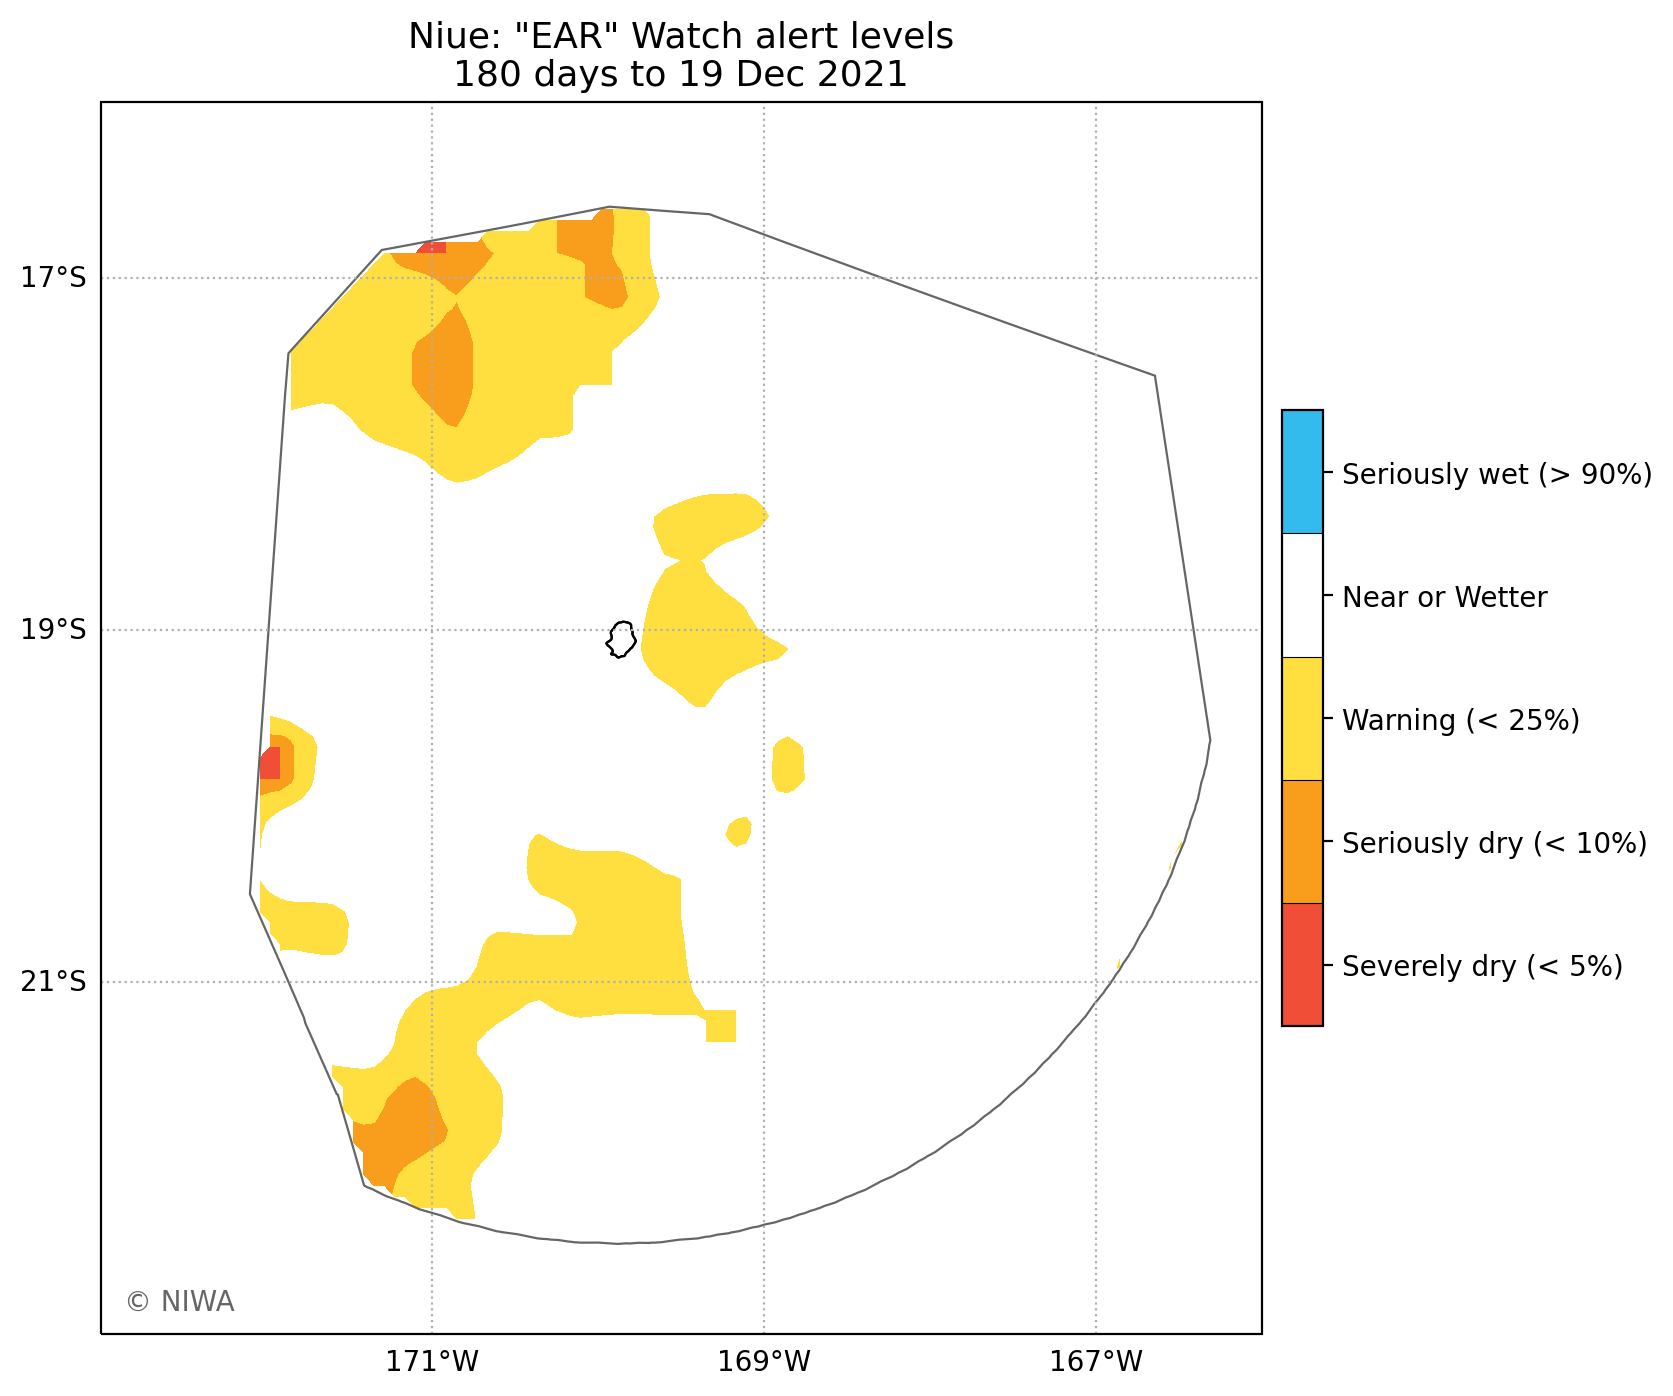 Niue: "EAR" Watch alert levels
180 days to 19 Dec 2021
17°S
19°S
21°S
171°W
169°W
167°W
Seriously wet (> 90%)
Near or Wetter
Warning (< 25%)
Seriously dry (< 10%)
Severely dry (< 5%)
© NIWA